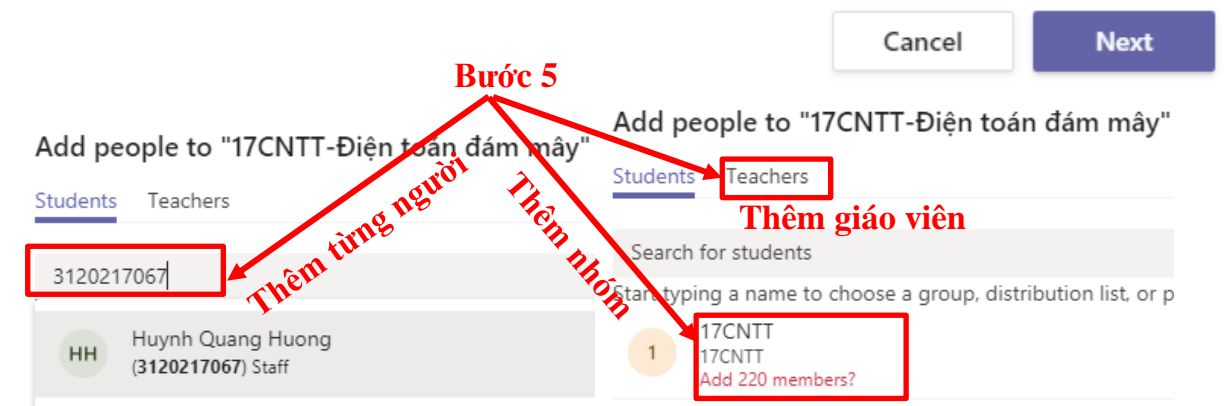 Cancel
Next
Bước 5
Add people to "17CNTT-Điện toán đám mây"
Students Teachers
3120217067
HH
Huynh Quang Huong
(3120217067) Staff
Thêm từng người
Thêm nhóm
Add people to "17CNTT-Điện toán đám mây"
Students Teachers
Thêm giáo viên
Search for students
Start typing a name to choose a group, distribution list, or p
1
17CNTT
17CNTT
Add 220 members?